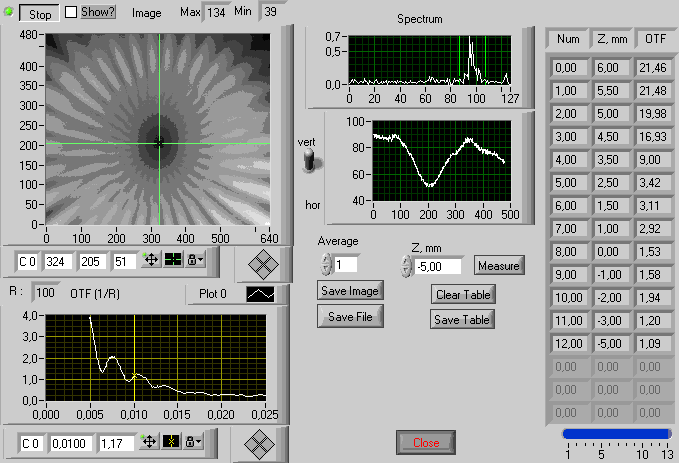 Stop Show? Image Max 134 Min 39
480
400
350
300
250
200
150
100
50
0
0 100 200 300 400 500 640
C 0 324 205 51
R : 100 OTF (1/R) Plot 0
4,0
3,0
2,0
1,0
0,0
0,000 0,005 0,010 0,015 0,020 0,025
C 0 0,0100 1,17
Spectrum
0,7
0,5
0,0
0 20 40 60 80 100 127
vert
hor
100
80
60
40
0 100 200 300 400 500
Average
1
Z, mm
-5,00
Measure
Save Image
Clear Table
Save File
Save Table
Close
Num Z, mm OTF
0,00 6,00 21,46
1,00 5,50 21,48
2,00 5,00 19,98
3,00 4,50 16,93
4,00 3,50 9,00
5,00 2,50 3,42
6,00 1,50 3,11
7,00 1,00 2,92
8,00 0,00 1,53
9,00 -1,00 1,58
10,00 -2,00 1,94
11,00 -3,00 1,20
12,00 -5,00 1,09
0,00 0,00 0,00
0,00 0,00 0,00
0,00 0,00 0,00
1 5 10 13